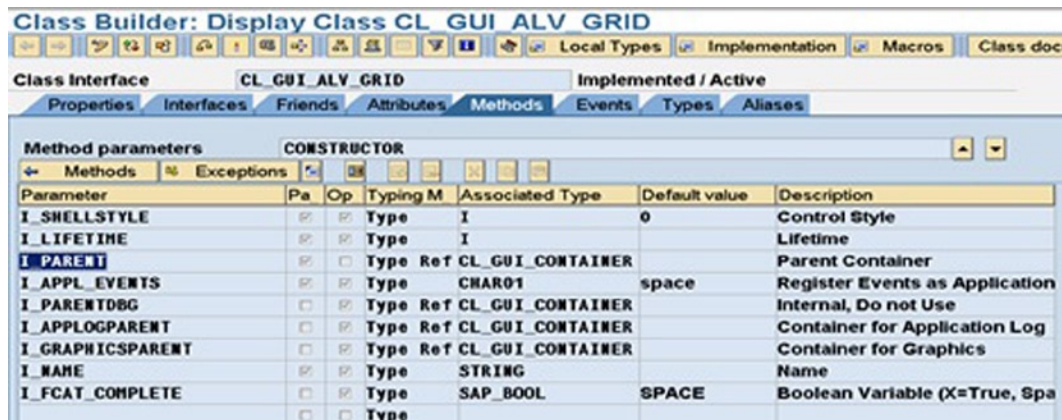 Class Builder: Display Class CL_GUI_ALV_GRID
Local Types Implementation Macros Class doc
Class Interface CL_GUI_ALV_GRID Implemented / Active
Properties Interfaces Friends Attributes Methods Events Types Aliases
Method parameters CONSTRUCTOR
Methods Exceptions
Parameter Pa Op Typing M Associated Type Default value Description
I_SHELLSTYLE Type I 0 Control Style
I_LIFETIME Type I Lifetime
I_PARENT Type Ref CL_GUI_CONTAINER Parent Container
I_APPL_EVENTS Type CHAR01 space Register Events as Application
I_PARENTDBG Type Ref CL_GUI_CONTAINER Internal, Do not Use
I_APPLOGPARENT Type Ref CL_GUI_CONTAINER Container for Application Log
I_GRAPHICSPARENT Type Ref CL_GUI_CONTAINER Container for Graphics
I_NAME Type STRING Name
I_FCAT_COMPLETE Type SAP_BOOL SPACE Boolean Variable (X=True, Spa
Type